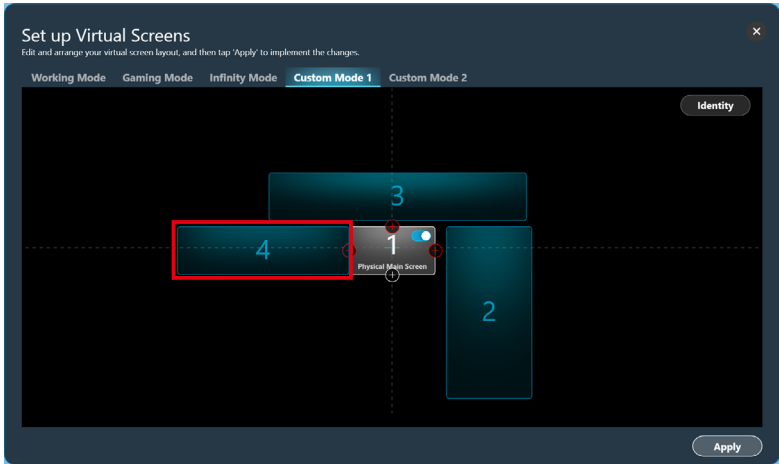 Set up Virtual Screens
Edit and arrange your virtual screen layout, and then tap 'Apply' to implement the changes.
Working Mode Gaming Mode Infinity Mode Custom Mode 1 Custom Mode 2
Identity
3
4
1
Physical Main Screen
2
Apply